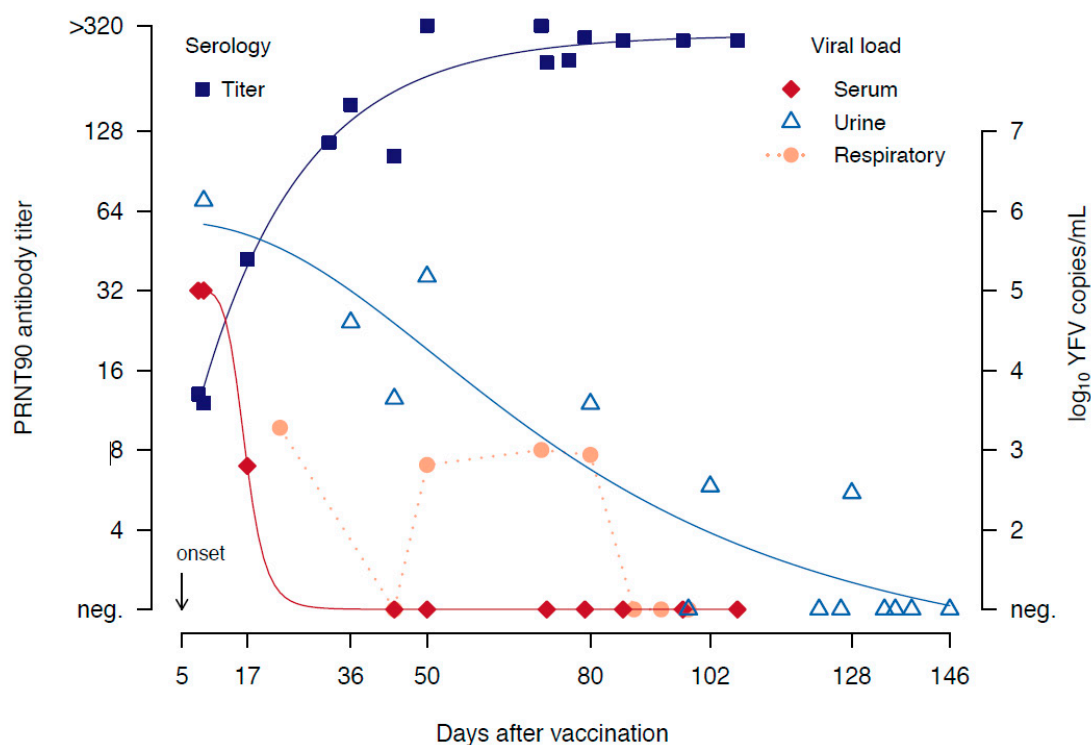 >320
128
64
32
16
8
4
neg.
PRNT90 antibody titer
Serology
Titer
Viral load
Serum
Urine
Respiratory
7
6
5
4
3
2
neg.
log₁₀ YFV copies/mL
onset
5 17 36 50 80 102 128 146
Days after vaccination